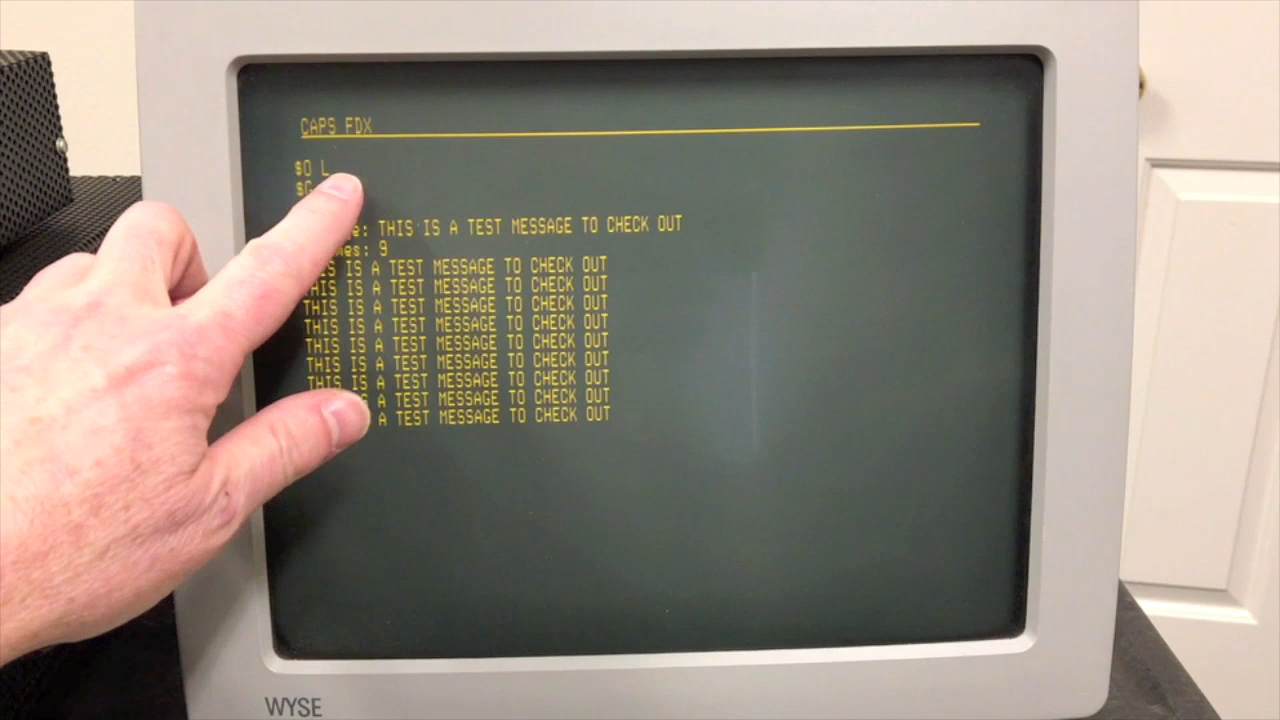 CAPS FDX
$O L
$G
e: THIS IS A TEST MESSAGE TO CHECK OUT
mes: 9
IS IS A TEST MESSAGE TO CHECK OUT
THIS IS A TEST MESSAGE TO CHECK OUT
THIS IS A TEST MESSAGE TO CHECK OUT
THIS IS A TEST MESSAGE TO CHECK OUT
THIS IS A TEST MESSAGE TO CHECK OUT
THIS IS A TEST MESSAGE TO CHECK OUT
THIS IS A TEST MESSAGE TO CHECK OUT
S A TEST MESSAGE TO CHECK OUT
A TEST MESSAGE TO CHECK OUT
WYSE